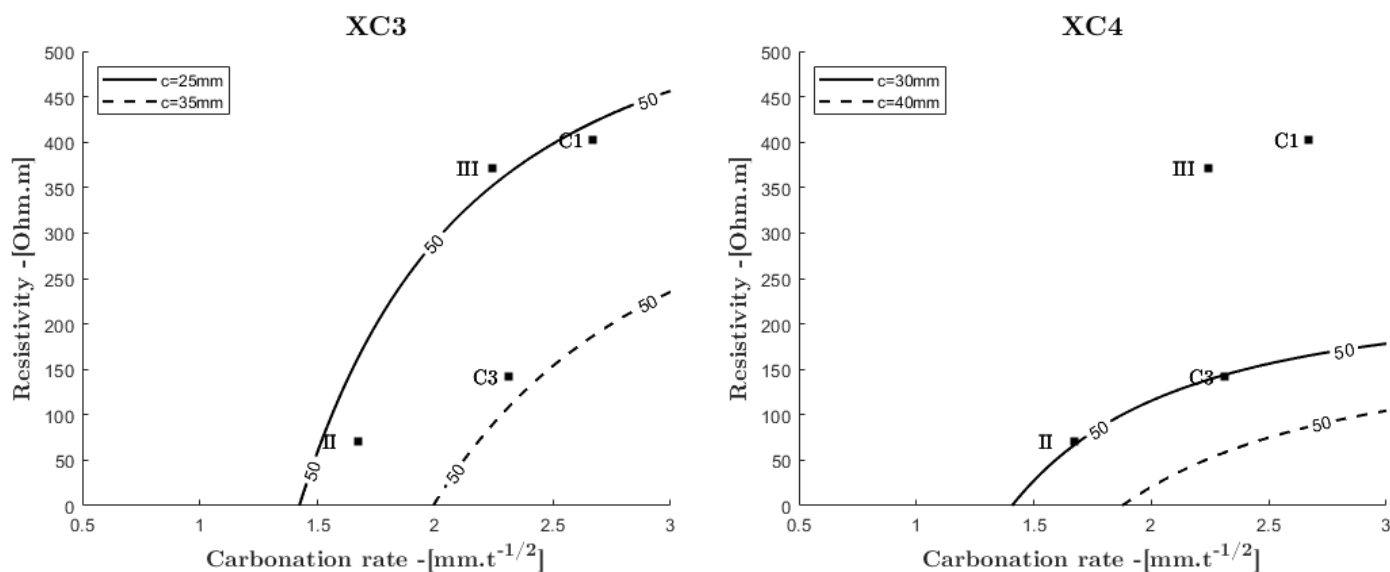 XC3
500
450
400
350
300
250
200
150
100
50
0
Resistivity -[Ohm.m]
c=25mm
c=35mm
50
50
50
50
50
C1
III
C3
II
0.5
1
1.5
2
2.5
3
Carbonation rate -[mm.t-1/2]
XC4
500
450
400
350
300
250
200
150
100
50
0
Resistivity -[Ohm.m]
c=30mm
c=40mm
C1
III
50
C3
50
II
50
0.5
1
1.5
2
2.5
3
Carbonation rate -[mm.t-1/2]